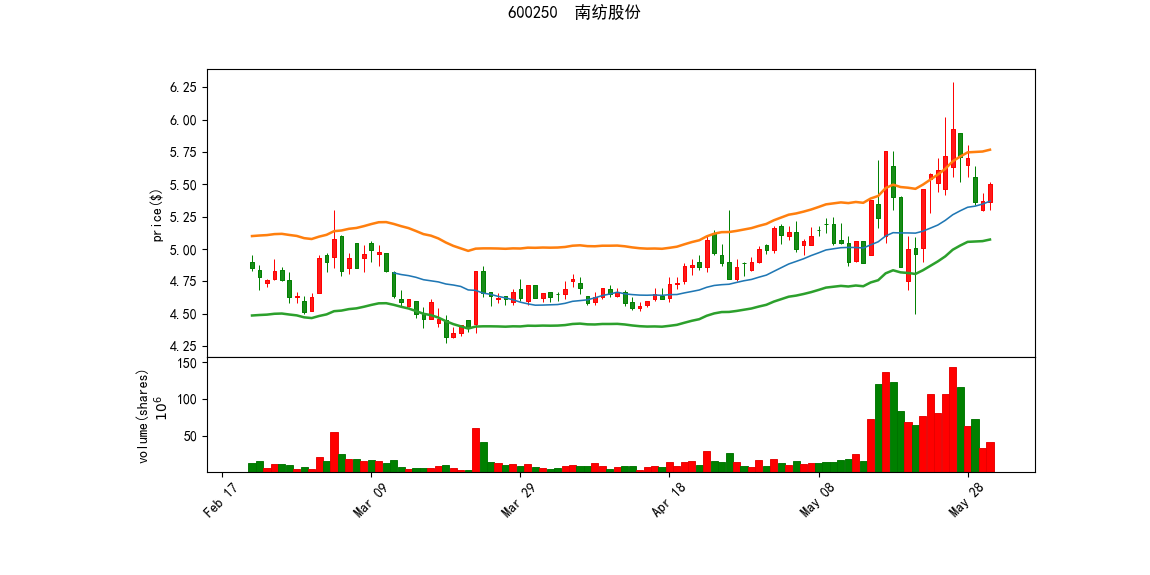 600250 南纺股份
price($)
6.25
6.00
5.75
5.50
5.25
5.00
4.75
4.50
4.25
volume(shares)
10^6
150
100
50
Feb 17
Mar 09
Mar 29
Apr 18
May 08
May 28